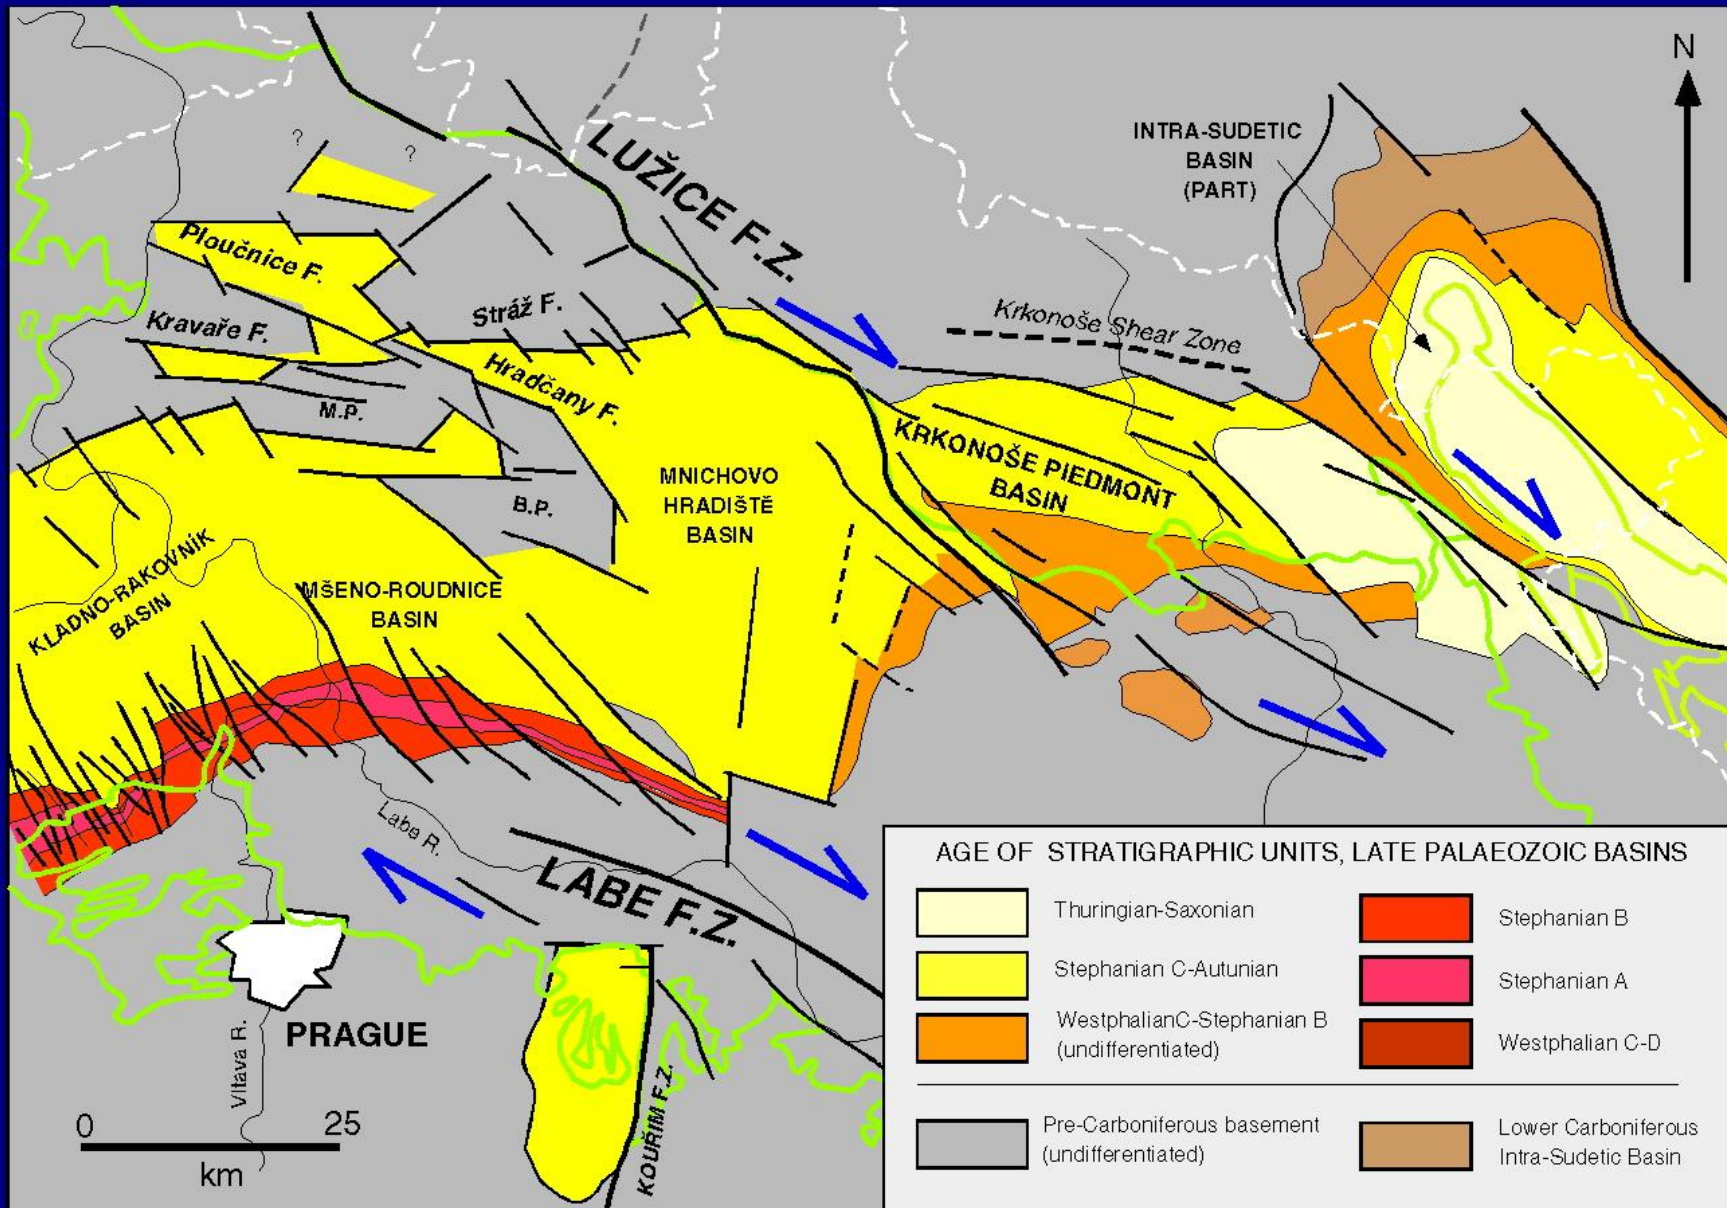 N
INTRA-SUDETIC
BASIN
(PART)
?
?
LUŽICE F.Z.
Ploučnice F.
Stráž F.
Kravaře F.
Krkonoše Shear Zone
Hradčany F.
M.P.
KRKONOŠE PIEDMONT
BASIN
MNICHOVO
HRADIŠTĚ
BASIN
B.P.
KLADNO-RAKOVNÍK
BASIN
MŠENO-ROUDNICE
BASIN
Labe R.
LABE F.Z.
PRAGUE
Vltava R.
KOUŘIM F.Z.
0 25
km
AGE OF STRATIGRAPHIC UNITS, LATE PALAEOZOIC BASINS
Thuringian-Saxonian
Stephanian C-Autunian
WestphalianC-Stephanian B
(undifferentiated)
Stephanian B
Stephanian A
Westphalian C-D
Pre-Carboniferous basement
(undifferentiated)
Lower Carboniferous
Intra-Sudetic Basin